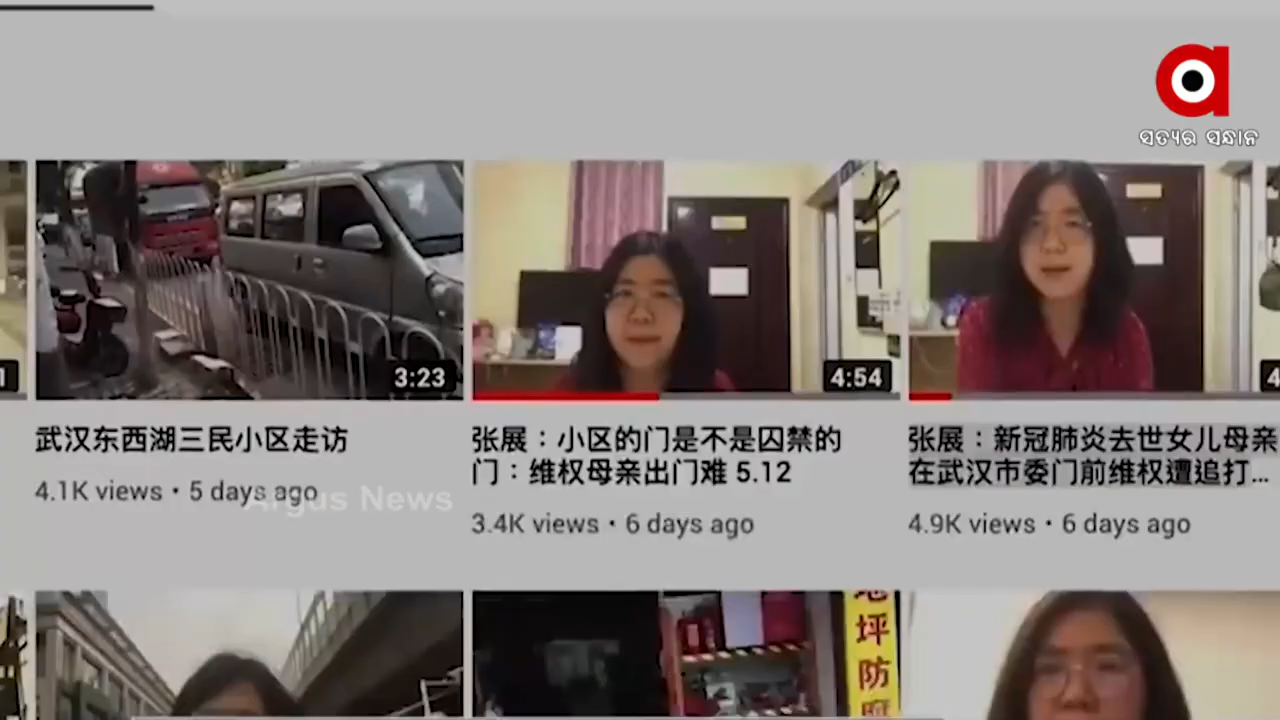 ସତ୍ୟର ସନ୍ଧାନ
1
3:23
4:54
4
武汉东西湖三民小区走访
4.1K views • 5 days ago
张展：小区的门是不是囚禁的
门：维权母亲出门难 5.12
3.4K views • 6 days ago
张展：新冠肺炎去世女儿母亲
在武汉市委门前维权遭追打...
4.9K views • 6 days ago
Argus News
坪
防